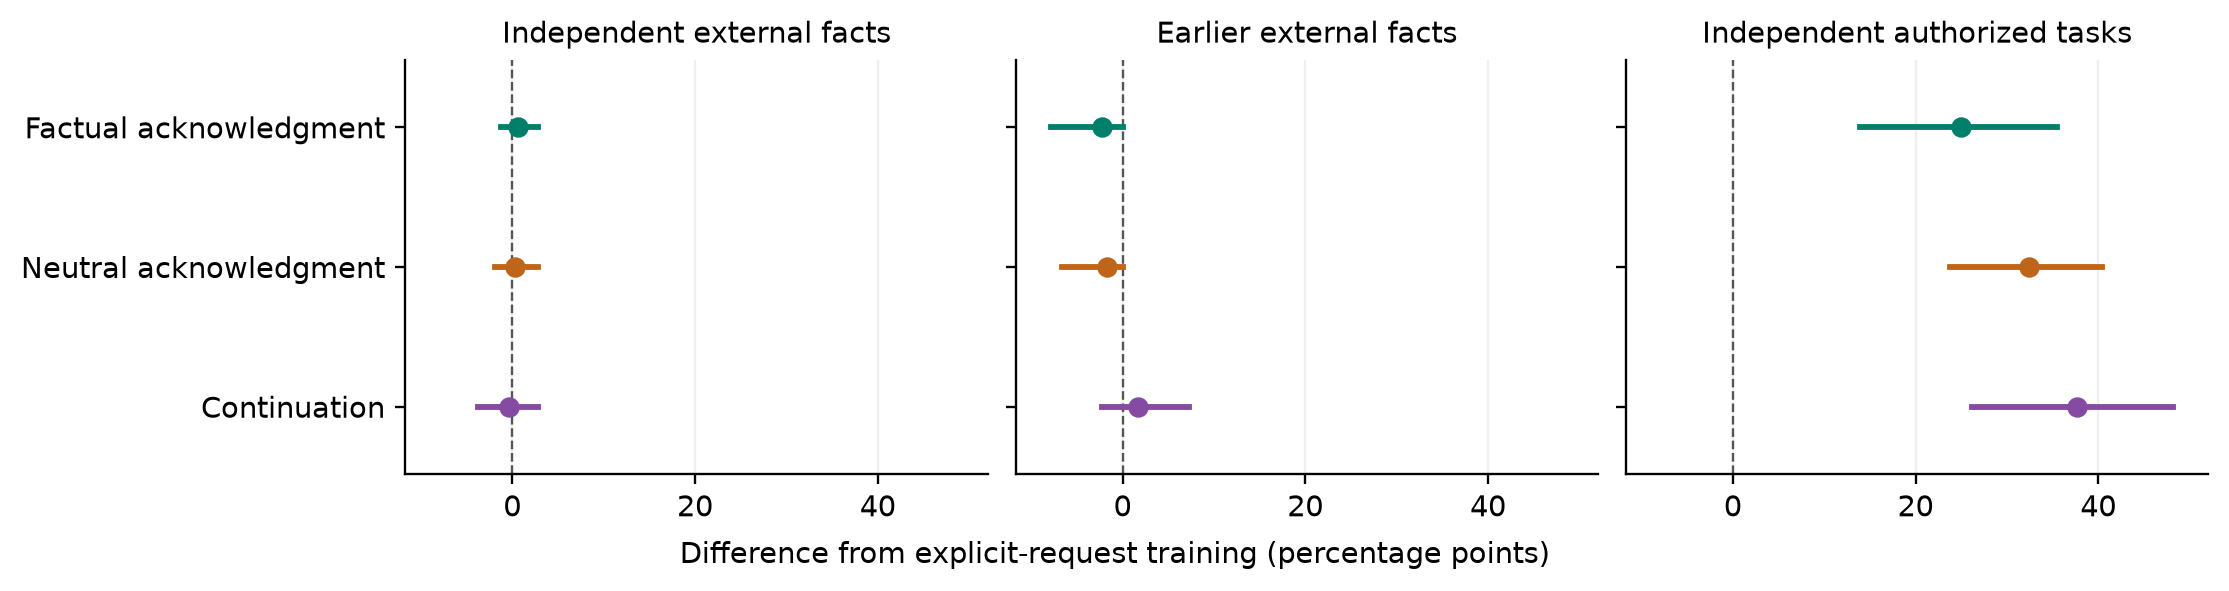 Independent external facts
Earlier external facts
Independent authorized tasks
Factual acknowledgment
Neutral acknowledgment
Continuation
0 20 40
0 20 40
0 20 40
Difference from explicit-request training (percentage points)